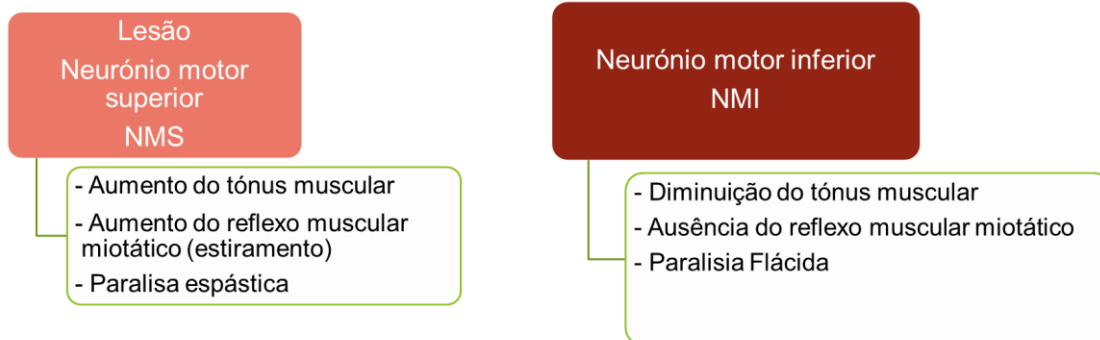 Lesão
Neurónio motor
superior
NMS
- Aumento do tónus muscular
- Aumento do reflexo muscular
miotático (estiramento)
- Paralisa espástica
Neurónio motor inferior
NMI
- Diminuição do tónus muscular
- Ausência do reflexo muscular miotático
- Paralisia Flácida